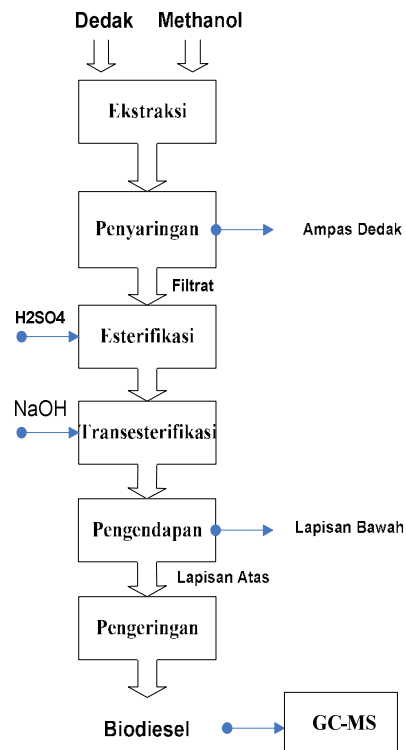 Dedak Methanol
Ekstraksi
Penyaringan
Ampas Dedak
Filtrat
H2SO4
Esterifikasi
NaOH
Transesterifikasi
Pengendapan
Lapisan Bawah
Lapisan Atas
Pengeringan
Biodiesel
GC-MS